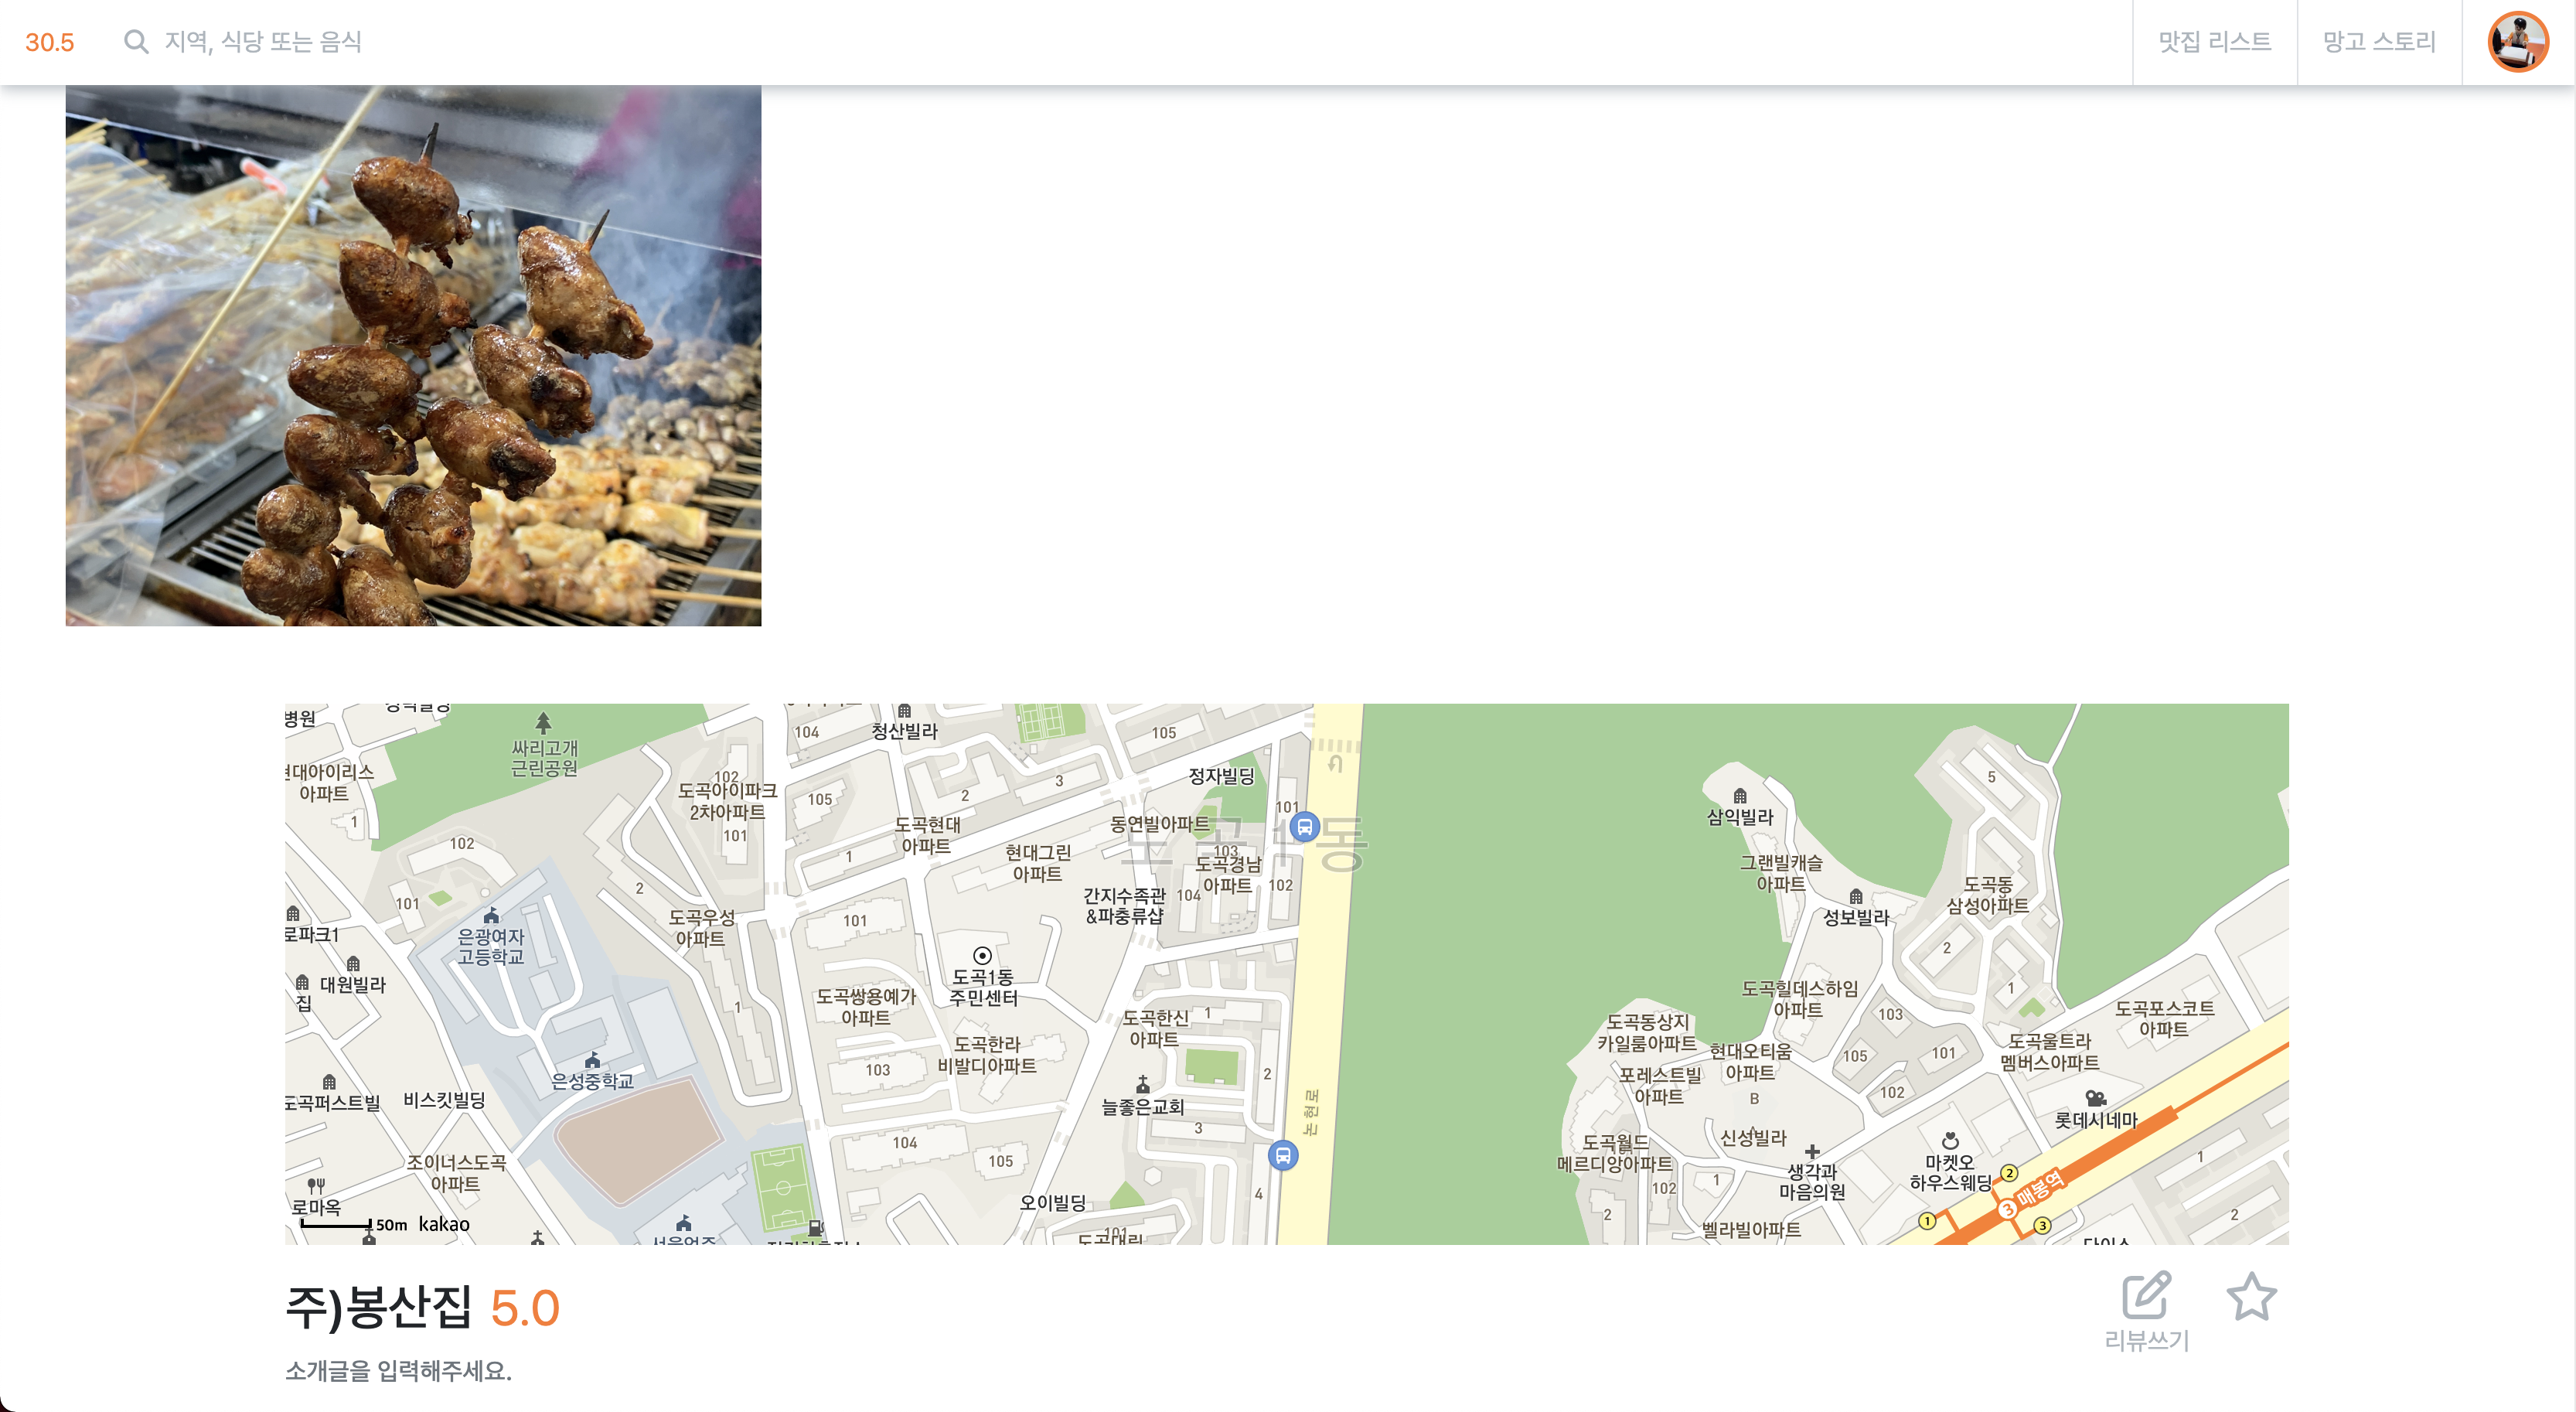 30.5
지역, 식당 또는 음식
맛집 리스트
망고 스토리
병원
싸리고개
근린공원
현대아이리스
아파트
1
102
101
도곡아이파크
2차아파트
102
101
104
청산빌라
105
105
3
2
정자빌딩
101
도곡현대
아파트
1
현대그린
아파트
동연빌아파트
도곡1동
103
도곡경남
아파트
104
102
간지수족관
&파충류샵
2
은광여자
고등학교
도곡우성
아파트
1
101
도곡1동
주민센터
로파크1
대원빌라
집
도곡쌍용예가
아파트
도곡한라
비발디아파트
도곡한신
아파트
1
은성중학교
103
2
도곡퍼스트빌
비스킷빌딩
늘좋은교회
논현로
3
104
105
조이너스도곡
아파트
로마옥
오이빌딩
4
101
도곡대림
50m kakao
삼익빌라
5
그랜빌캐슬
아파트
성보빌라
도곡동
삼성아파트
2
1
도곡힐데스하임
아파트
103
도곡동상지
카일룸아파트
현대오티움
아파트
105
101
102
도곡울트라
멤버스아파트
도곡포스코트
아파트
포레스트빌
아파트
B
신성빌라
롯데시네마
도곡월드
메르디앙아파트
102
1
2
생각과
마음의원
마켓오
하우스웨딩
2
3 매봉역
1
3
1
2
벨라빌아파트
주)봉산집 5.0
리뷰쓰기
소개글을 입력해주세요.